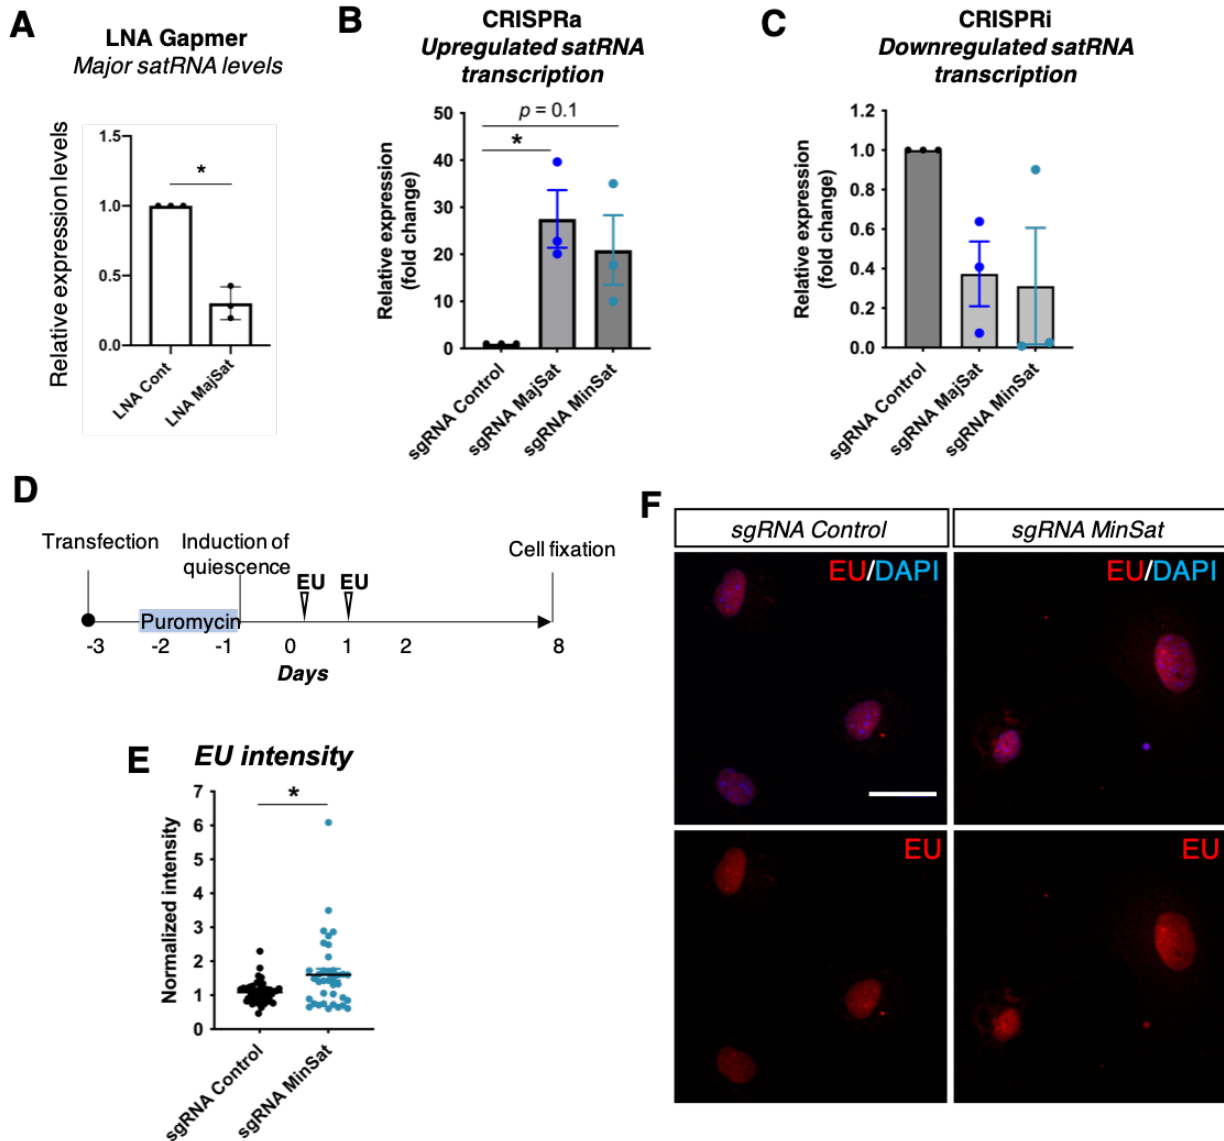 A
LNA Gapmer
Major satRNA levels
Relative expression levels
1.5
1.0
0.5
0.0
*
LNA Cont
LNA MajSat
B
CRISPRa
Upregulated satRNA
transcription
Relative expression
(fold change)
50
40
30
20
10
0
p = 0.1
*
sgRNA Control
sgRNA MajSat
sgRNA MinSat
C
CRISPRi
Downregulated satRNA
transcription
Relative expression
(fold change)
1.2
1.0
0.8
0.6
0.4
0.2
0.0
sgRNA Control
sgRNA MajSat
sgRNA MinSat
D
Transfection
Induction of
quiescence
Cell fixation
EU
EU
Puromycin
-3
-2
-1
0
1
2
8
Days
E
EU intensity
Normalized intensity
7
6
5
4
3
2
1
0
*
sgRNA Control
sgRNA MinSat
F
sgRNA Control
sgRNA MinSat
EU/DAPI
EU/DAPI
EU
EU